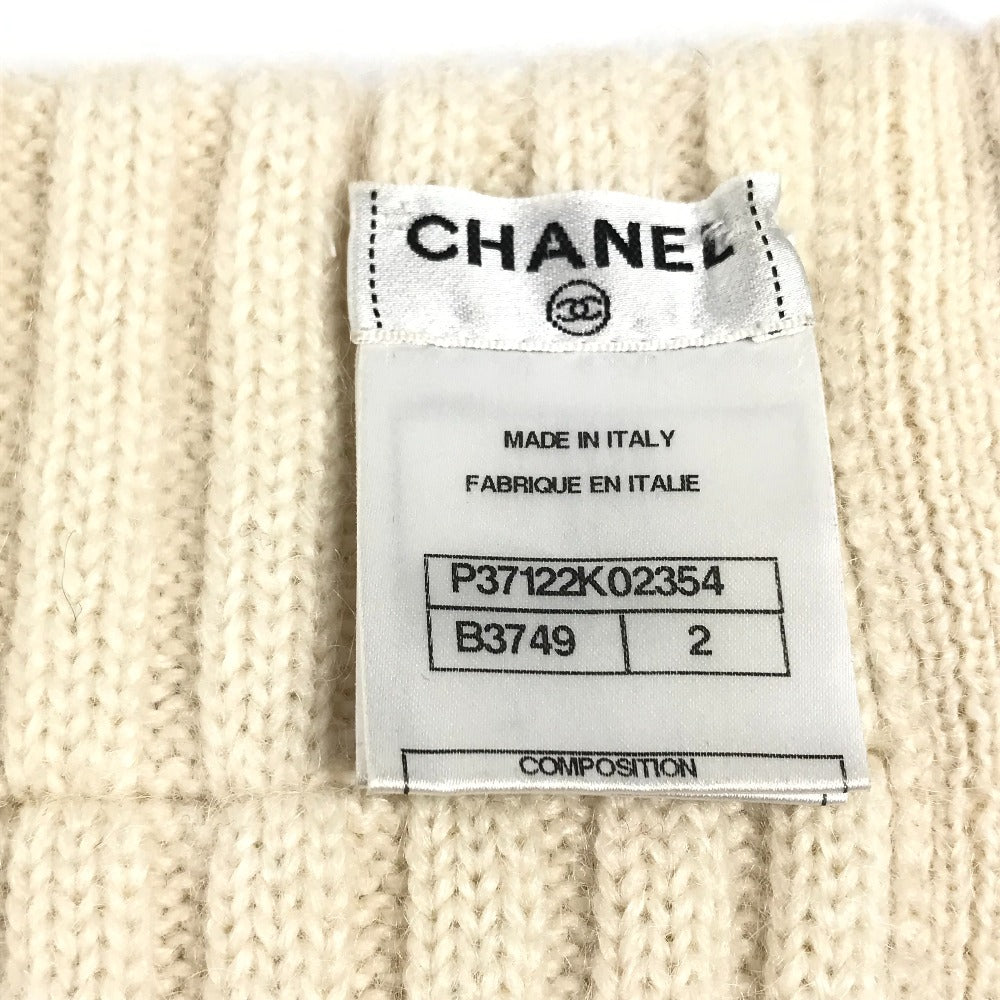 CHANEL
MADE IN ITALY
FABRIQUE EN ITALIE
P37122K02354
B3749 2
COMPOSITION